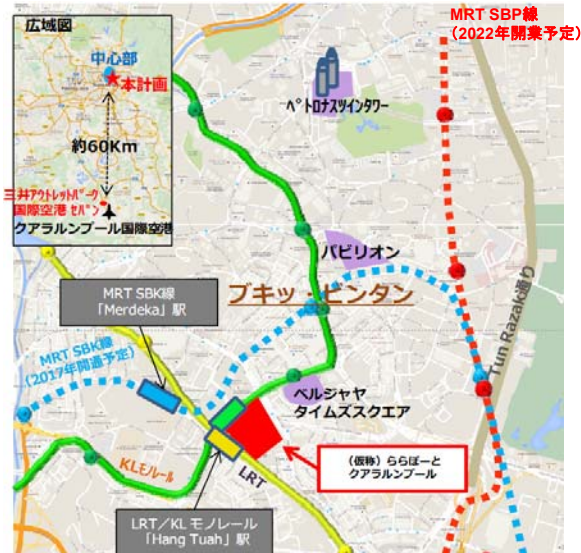 広域図
中心部
本計画
約60Km
三井アウトレットパーク
国際空港 セパン
クアラルンプール国際空港
MRT SBP線
(2022年開業予定)
ペトロナスツインタワー
パビリオン
ブキッ・ビンタン
Tun Razak通り
MRT SBK線
「Merdeka」駅
MRT SBK線
(2017年開通予定)
ベルジャヤ
タイムズスクエア
KLモノレール
LRT
(仮称)ららぽーと
クアラルンプール
LRT/KL モノレール
「Hang Tuah」駅